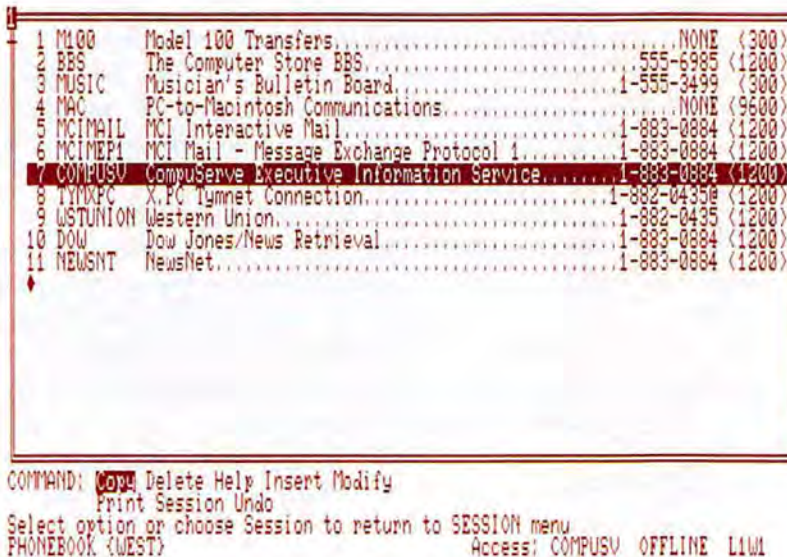 1
1 M100 Model 100 Transfers......................................NONE <300>
2 BBS The Computer Store BBS..............................555-6985 <1200>
3 MUSIC Musician's Bulletin Board.........................1-555-3499 <300>
4 MAC PC-to-Macintosh Communications..........................NONE <9600>
5 MCIMAIL MCI Interactive Mail..............................1-883-0884 <1200>
6 MCIMEP1 MCI Mail - Message Exchange Protocol 1............1-883-0884 <1200>
7 COMPUSV CompuServe Executive Information Service.........1-883-0884 <1200>
8 TYMXPC X.PC Tymnet Connection............................1-882-0435@ <1200>
9 WSTUNION Western Union....................................1-882-0435 <1200>
10 DOW Dow Jones/News Retrieval.............................1-883-0884 <1200>
11 NEWSNT NewsNet...........................................1-883-0884 <1200>
COMMAND: Copy Delete Help Insert Modify
Print Session Undo
Select option or choose Session to return to SESSION menu
PHONEBOOK {WEST} Access: COMPUSV OFFLINE L1W1